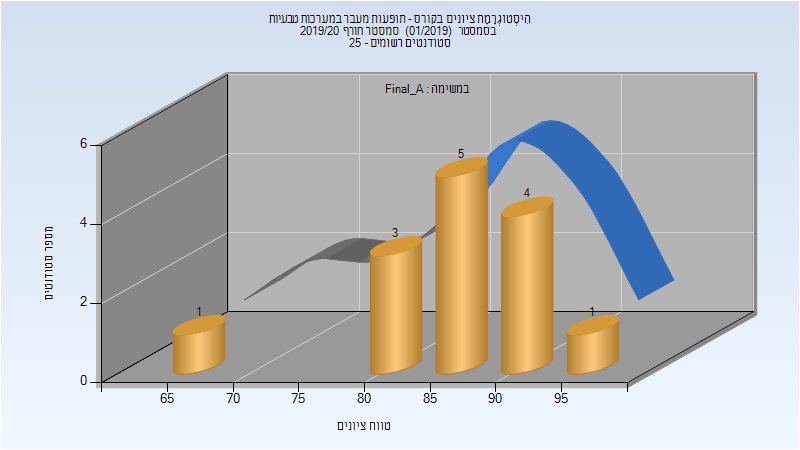 היסטוגרמת ציונים בקורס - תופעות מעבר במערכות טבעיות
בסמסטר (01/2019) סמסטר חורף 2019/20
סטודנטים רשומים - 25
במשימה : Final_A
6
4
2
0
מספר סטודנטים
1
3
5
4
1
65
70
75
80
85
90
95
טווח ציונים